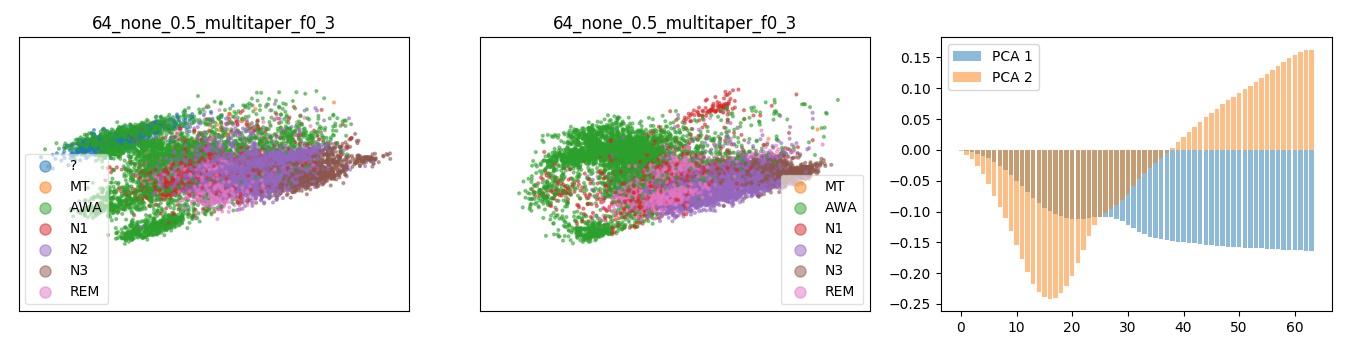 64_none_0.5_multitaper_f0_3
?
MT
AWA
N1
N2
N3
REM
64_none_0.5_multitaper_f0_3
MT
AWA
N1
N2
N3
REM
PCA 1
PCA 2
0.15
0.10
0.05
0.00
−0.05
−0.10
−0.15
−0.20
−0.25
0 10 20 30 40 50 60